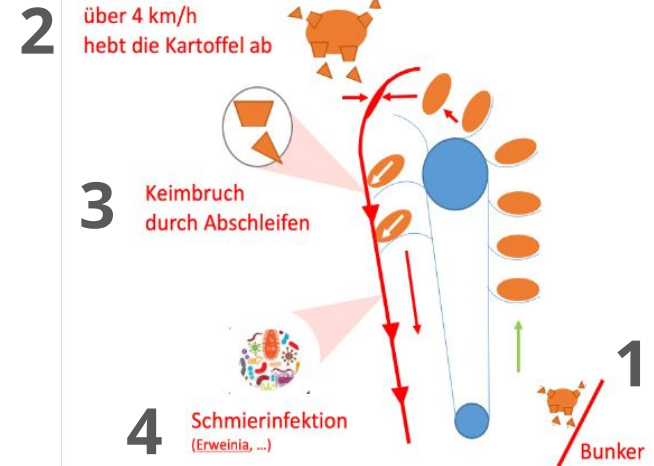 2
über 4 km/h
hebt die Kartoffel ab
3
Keimbruch
durch Abschleifen
1
4
Schmierinfektion
(Erweinia, ...)
Bunker